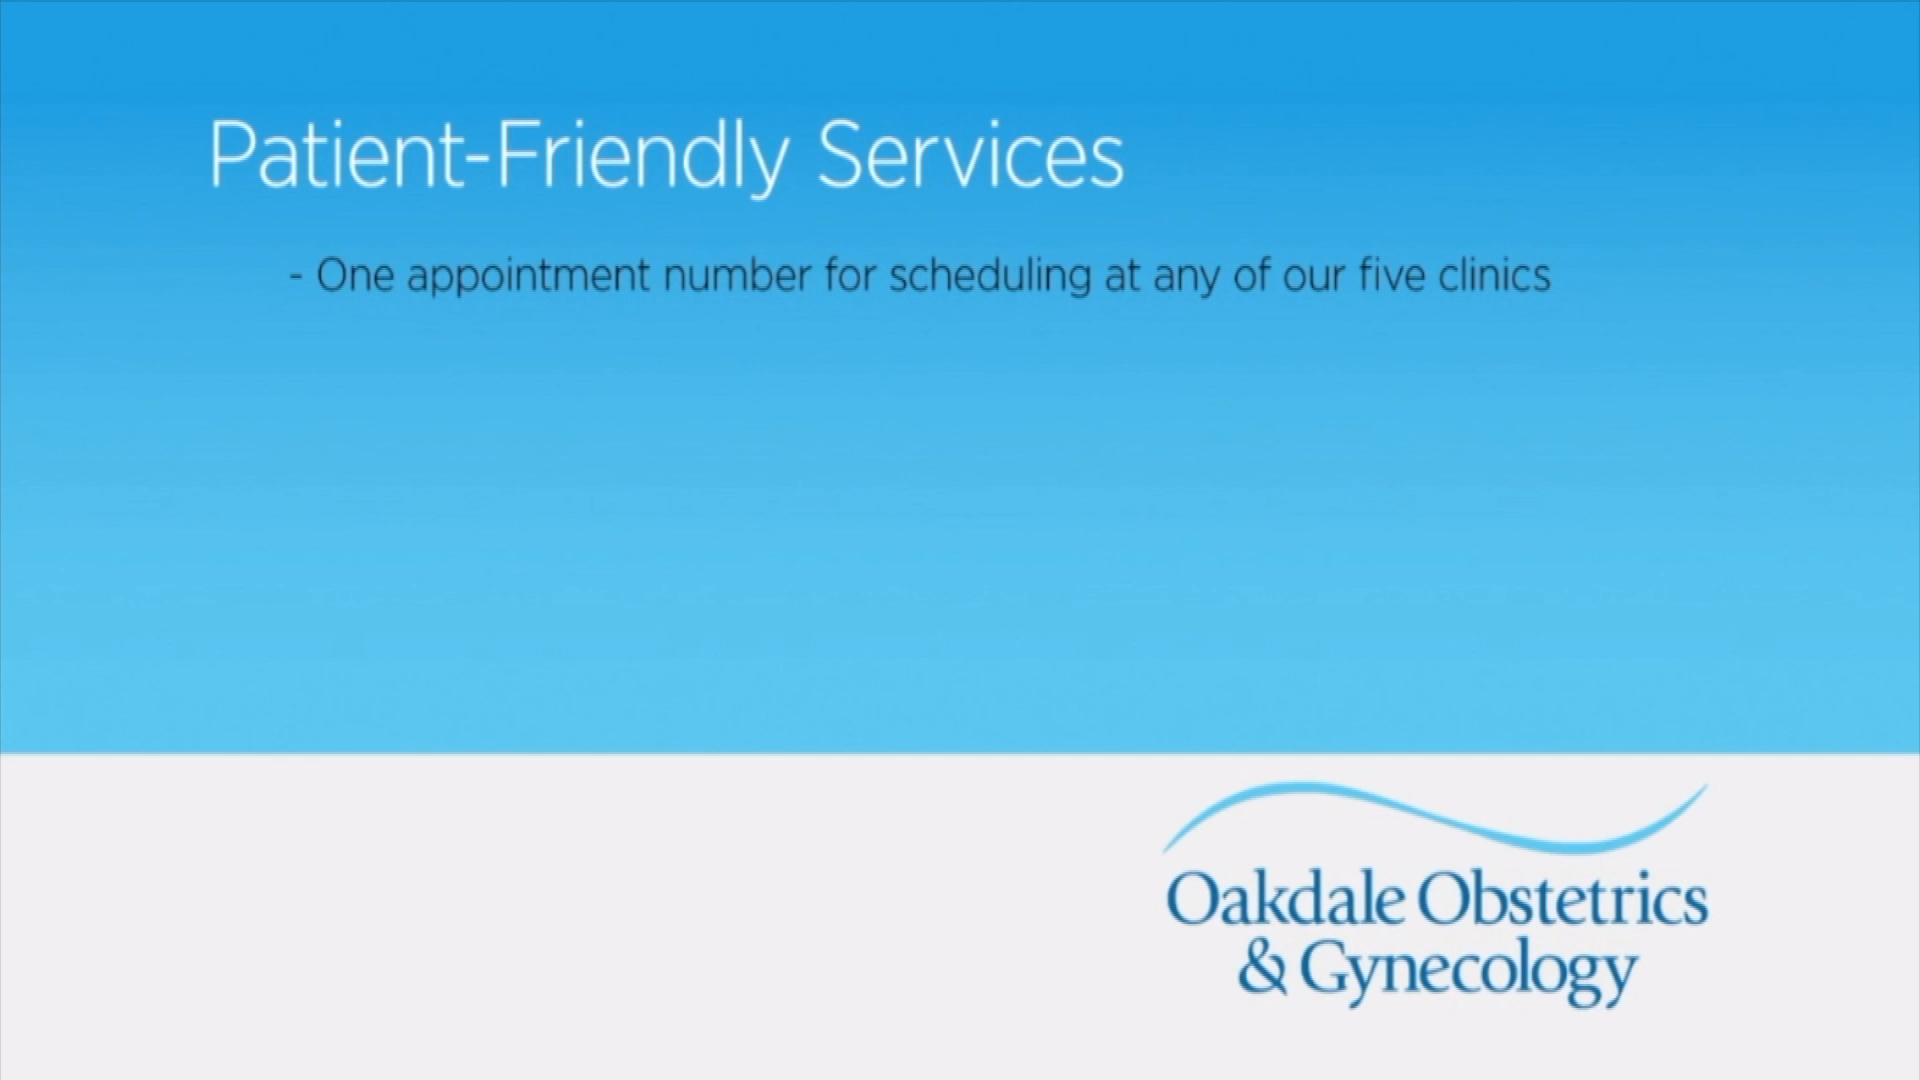 Patient-Friendly Services
- One appointment number for scheduling at any of our five clinics
Oakdale Obstetrics
& Gynecology